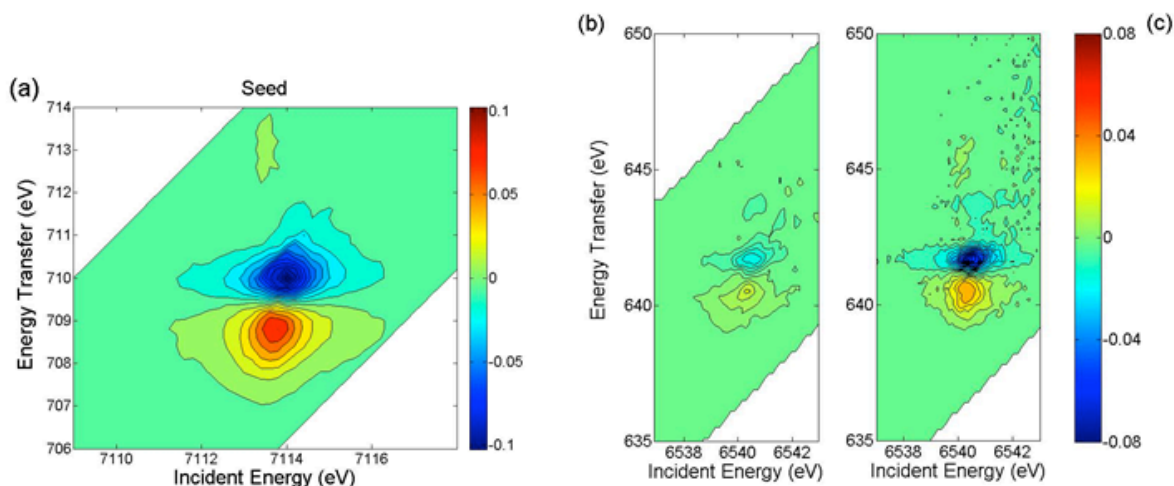 (a)
Seed
Energy Transfer (eV)
714
713
712
711
710
709
708
707
706
7110
7112
7114
7116
Incident Energy (eV)
0.1
0.05
0
-0.05
-0.1
(b)
Energy Transfer (eV)
650
645
640
635
6538 6540 6542
Incident Energy (eV)
(c)
650
645
640
635
6538 6540 6542
Incident Energy (eV)
0.08
0.04
0
-0.04
-0.08